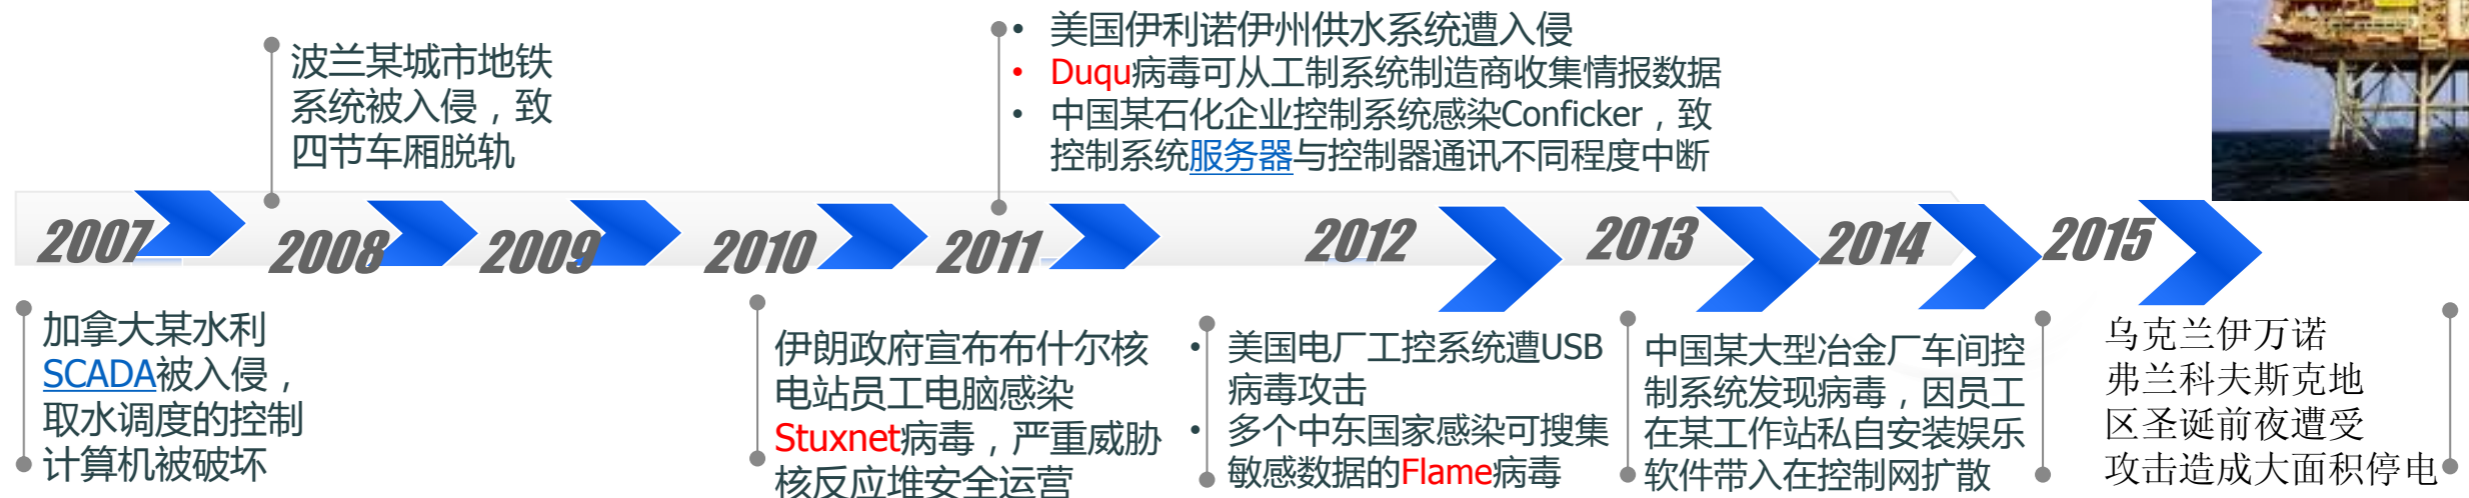 波兰某城市地铁
系统被入侵，致
四节车厢脱轨
• 美国伊利诺伊州供水系统遭入侵
• Duqu病毒可从工制系统制造商收集情报数据
• 中国某石化企业控制系统感染Conficker，致
控制系统服务器与控制器通讯不同程度中断
2007
2008
2009
2010
2011
2012
2013
2014
2015
加拿大某水利
SCADA被入侵，
取水调度的控制
计算机被破坏
伊朗政府宣布布什尔核
电站员工电脑感染
Stuxnet病毒，严重威胁
核反应堆安全运营
• 美国电厂工控系统遭USB
病毒攻击
• 多个中东国家感染可搜集
敏感数据的Flame病毒
中国某大型冶金厂车间控
制系统发现病毒，因员工
在某工作站私自安装娱乐
软件带入在控制网扩散
乌克兰伊万诺
弗兰科夫斯克地
区圣诞前夜遭受
攻击造成大面积停电